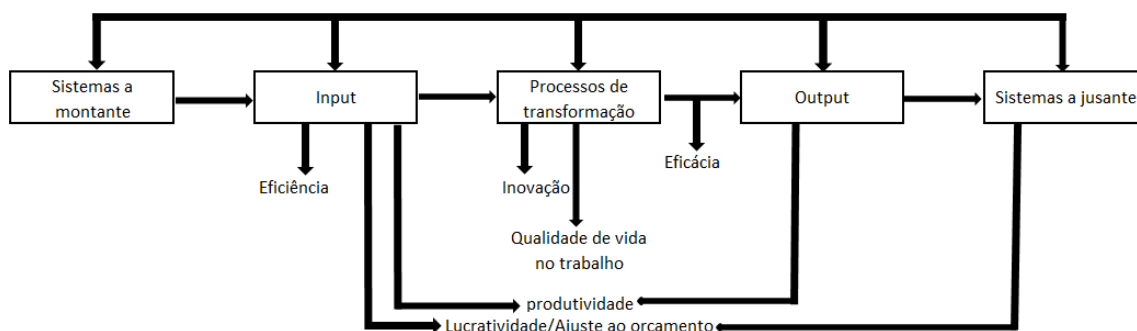 Sistemas a
montante
Input
Processos de
transformação
Output
Sistemas a jusante
Eficiência
Inovação
Eficácia
Qualidade de vida
no trabalho
produtividade
Lucratividade/Ajuste ao orçamento